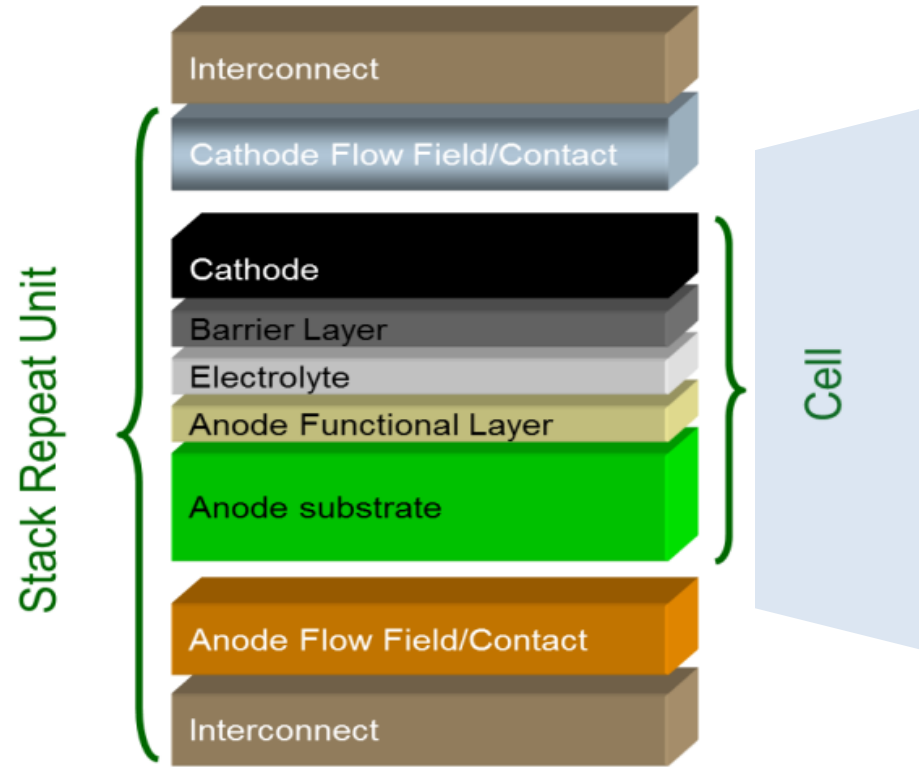 Interconnect
Cathode Flow Field/Contact
Cathode
Barrier Layer
Electrolyte
Anode Functional Layer
Anode substrate
Anode Flow Field/Contact
Interconnect
Stack Repeat Unit
Cell